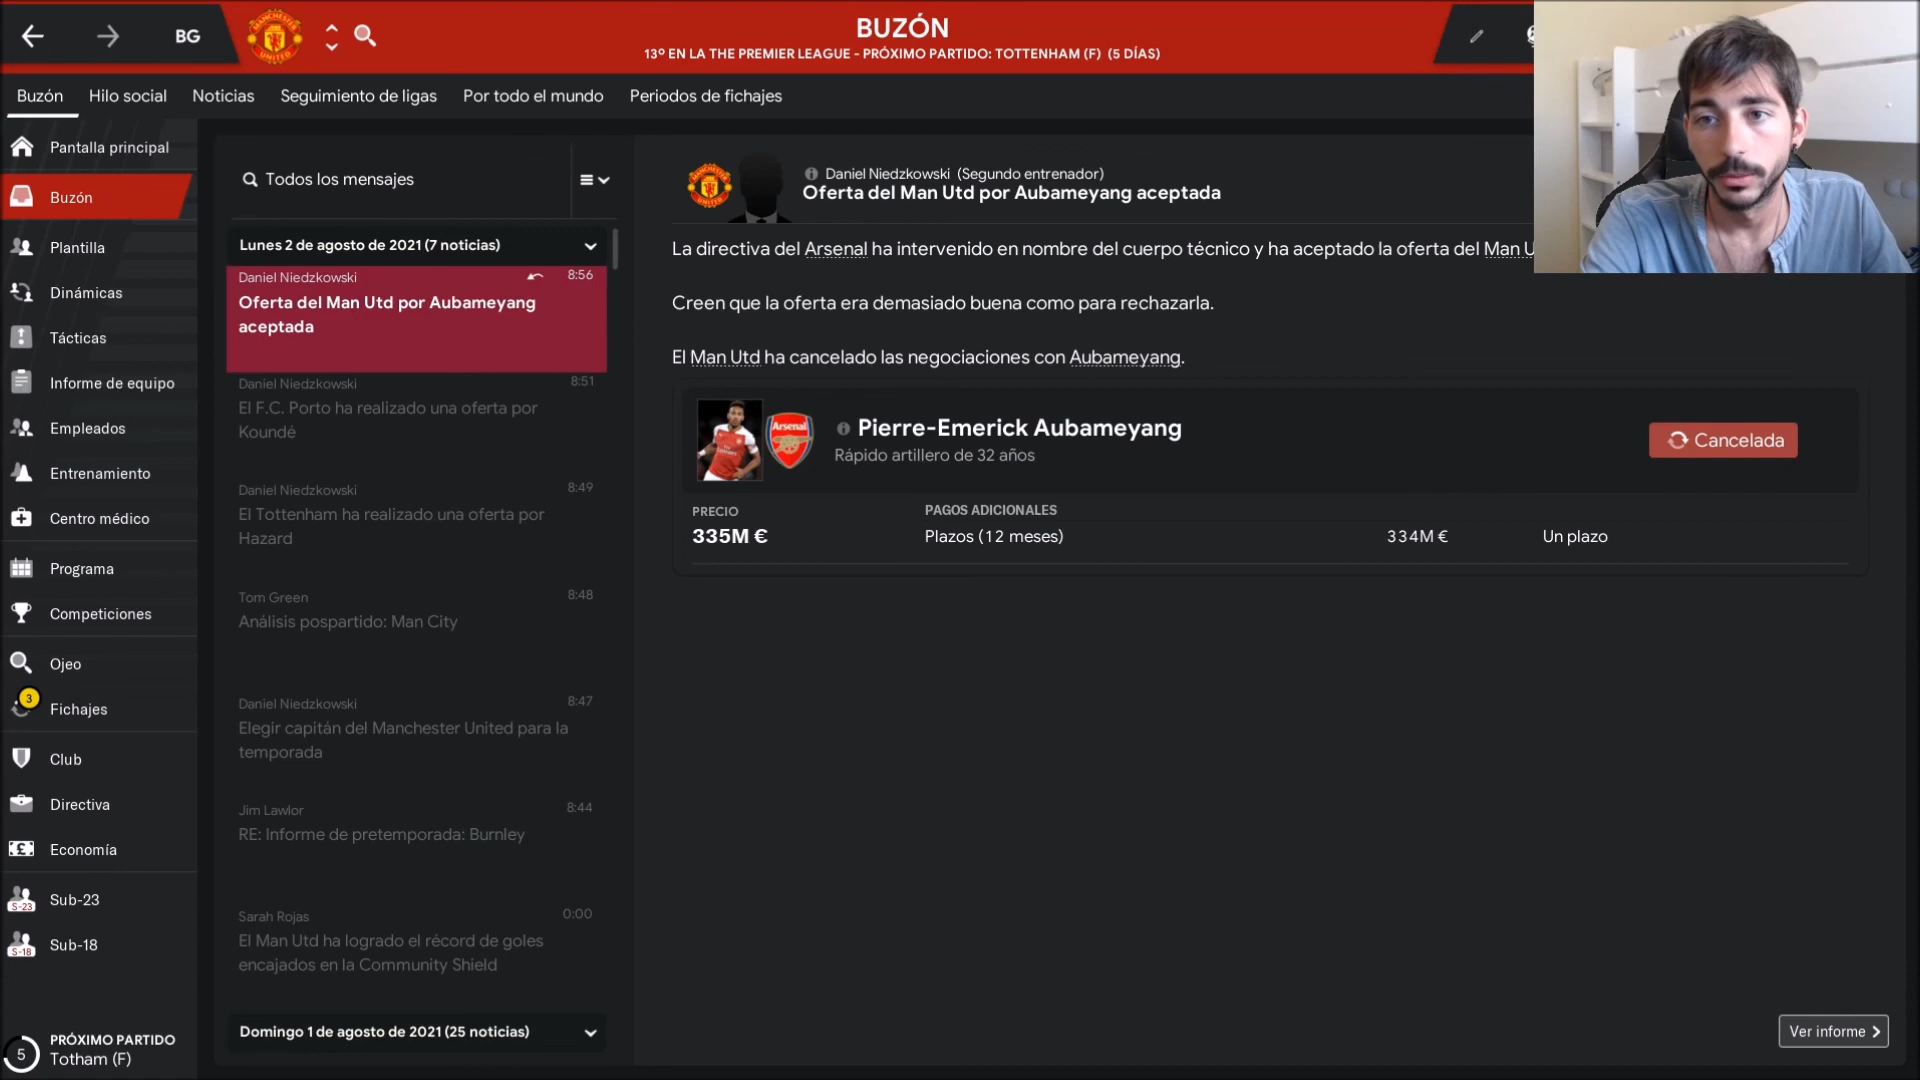 BG
BUZÓN
13º EN LA THE PREMIER LEAGUE - PRÓXIMO PARTIDO: TOTTENHAM (F) (5 DÍAS)
Buzón
Hilo social
Noticias
Seguimiento de ligas
Por todo el mundo
Periodos de fichajes
Pantalla principal
Buzón
Plantilla
Dinámicas
Tácticas
Informe de equipo
Empleados
Entrenamiento
Centro médico
Programa
Competiciones
Ojeo
3
Fichajes
Club
Directiva
Economía
S-23
Sub-23
S-18
Sub-18
5
PRÓXIMO PARTIDO
Totham (F)
Todos los mensajes
Lunes 2 de agosto de 2021 (7 noticias)
Daniel Niedzkowski
8:56
Oferta del Man Utd por Aubameyang
aceptada
Daniel Niedzkowski
8:51
El F.C. Porto ha realizado una oferta por
Koundé
Daniel Niedzkowski
8:49
El Tottenham ha realizado una oferta por
Hazard
Tom Green
8:48
Análisis pospartido: Man City
Daniel Niedzkowski
8:47
Elegir capitán del Manchester United para la
temporada
Jim Lawlor
8:44
RE: Informe de pretemporada: Burnley
Sarah Rojas
0:00
El Man Utd ha logrado el récord de goles
encajados en la Community Shield
Domingo 1 de agosto de 2021 (25 noticias)
Daniel Niedzkowski (Segundo entrenador)
Oferta del Man Utd por Aubameyang aceptada
La directiva del Arsenal ha intervenido en nombre del cuerpo técnico y ha aceptado la oferta del Man U
Creen que la oferta era demasiado buena como para rechazarla.
El Man Utd ha cancelado las negociaciones con Aubameyang.
Arsenal
Pierre-Emerick Aubameyang
Rápido artillero de 32 años
Cancelada
PRECIO
335M €
PAGOS ADICIONALES
Plazos (12 meses)
334M €
Un plazo
Ver informe